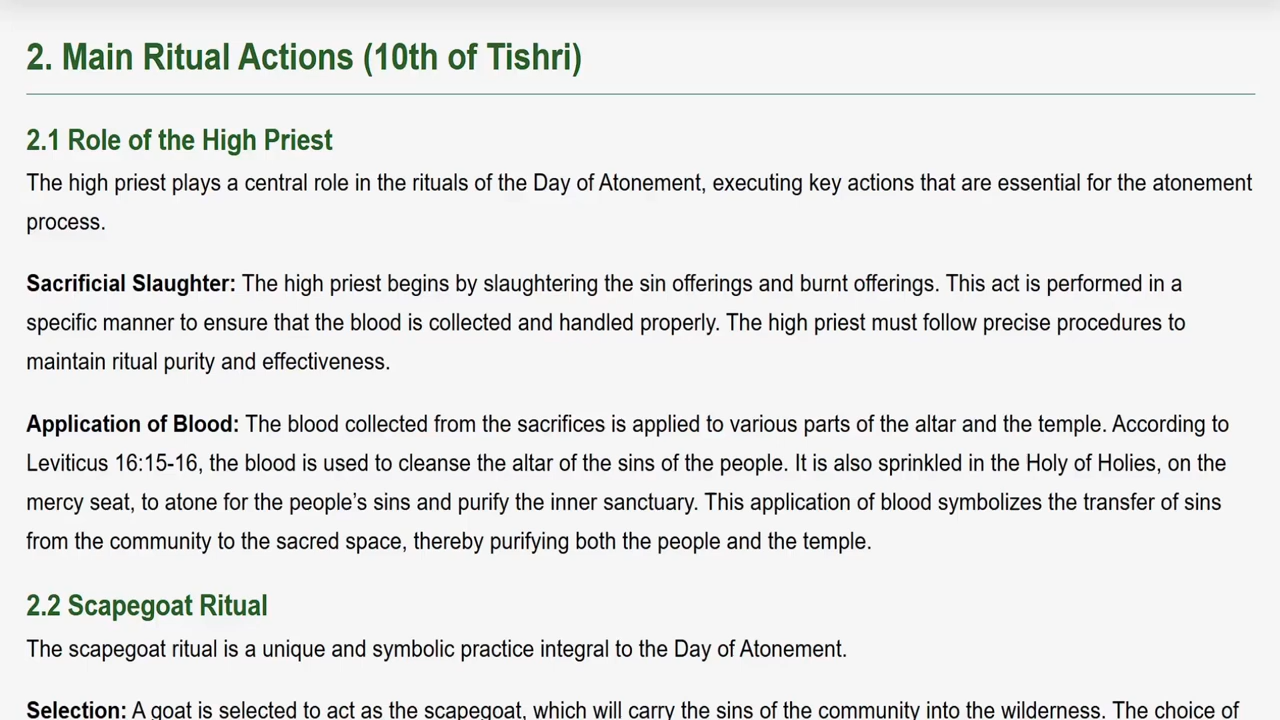 2. Main Ritual Actions (10th of Tishri)
2.1 Role of the High Priest
The high priest plays a central role in the rituals of the Day of Atonement, executing key actions that are essential for the atonement
process.
Sacrificial Slaughter: The high priest begins by slaughtering the sin offerings and burnt offerings. This act is performed in a
specific manner to ensure that the blood is collected and handled properly. The high priest must follow precise procedures to
maintain ritual purity and effectiveness.
Application of Blood: The blood collected from the sacrifices is applied to various parts of the altar and the temple. According to
Leviticus 16:15-16, the blood is used to cleanse the altar of the sins of the people. It is also sprinkled in the Holy of Holies, on the
mercy seat, to atone for the people’s sins and purify the inner sanctuary. This application of blood symbolizes the transfer of sins
from the community to the sacred space, thereby purifying both the people and the temple.
2.2 Scapegoat Ritual
The scapegoat ritual is a unique and symbolic practice integral to the Day of Atonement.
Selection: A goat is selected to act as the scapegoat, which will carry the sins of the community into the wilderness. The choice of